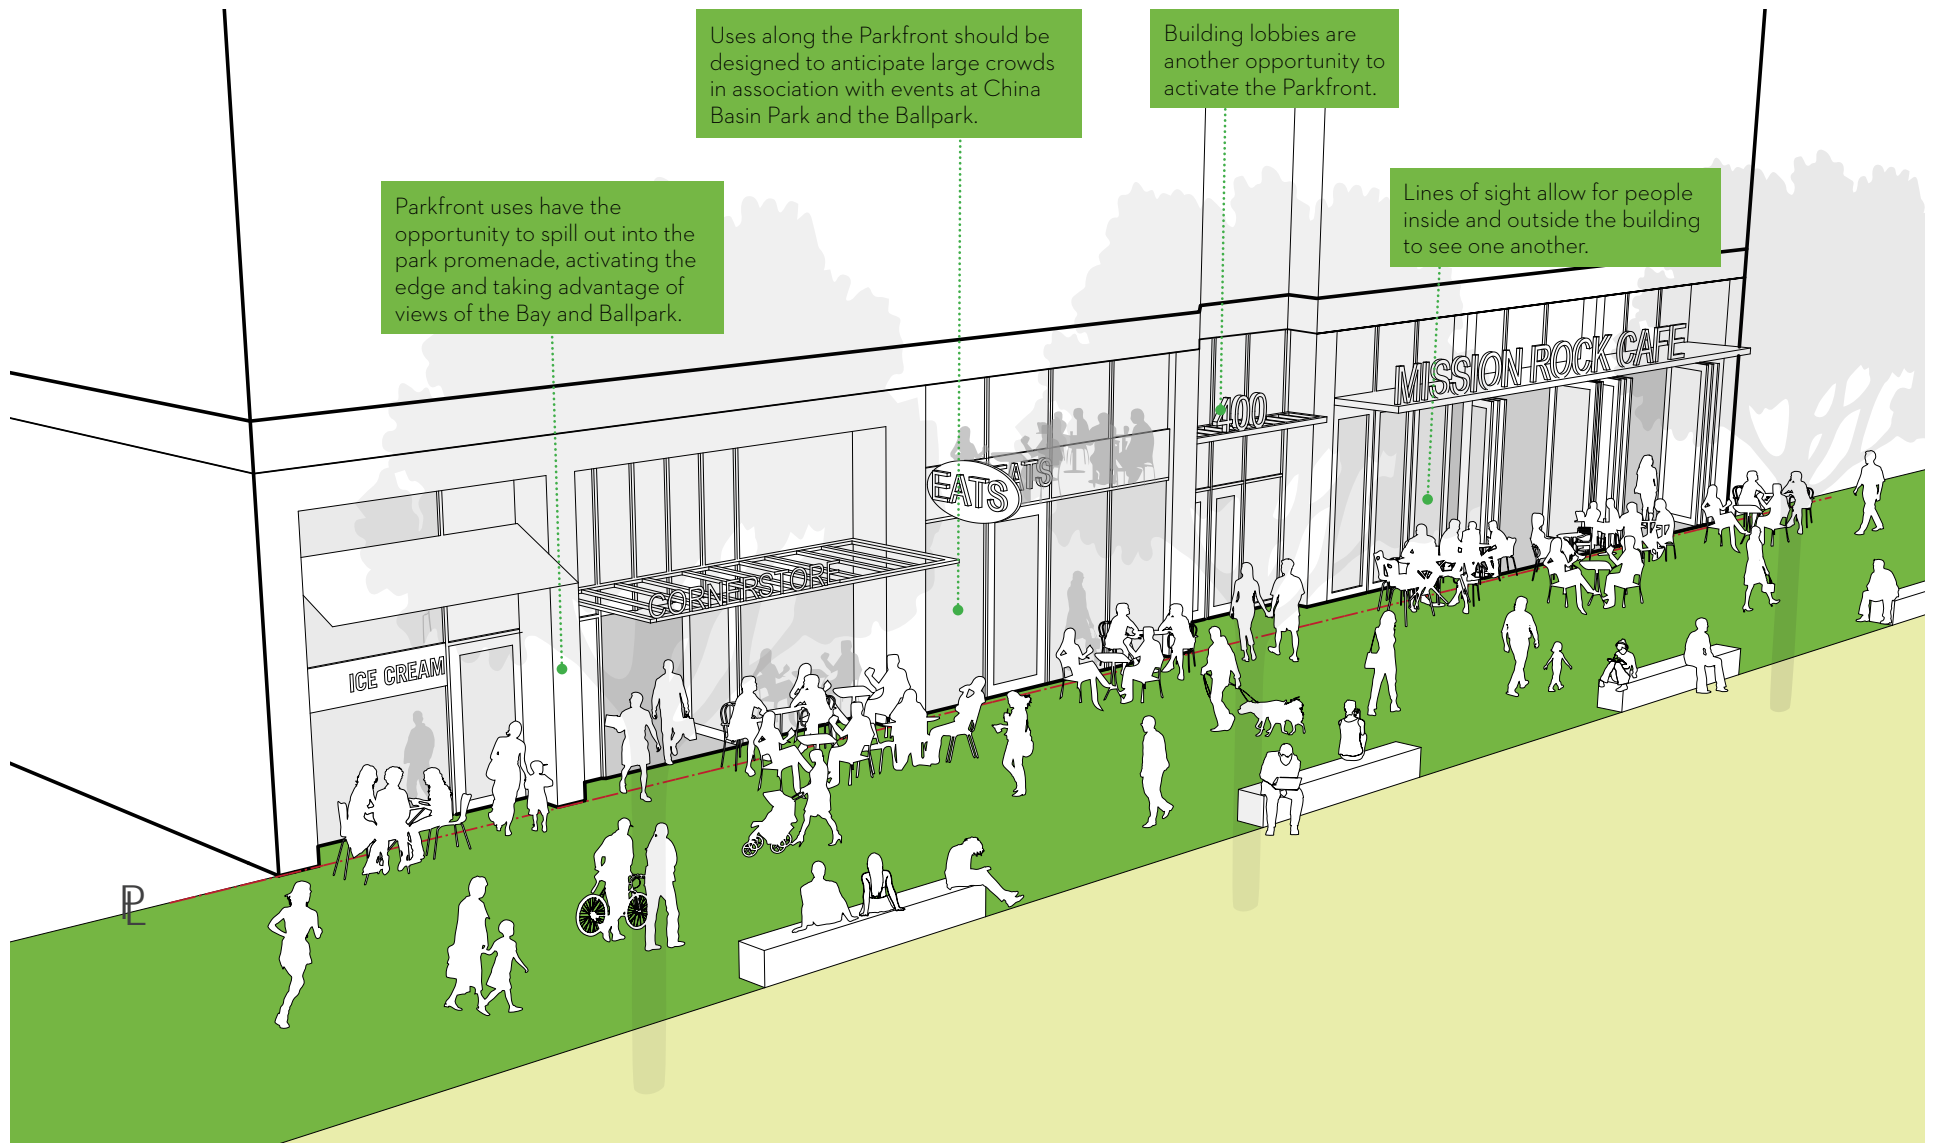 Uses along the Parkfront should be
designed to anticipate large crowds
in association with events at China
Basin Park and the Ballpark.
Building lobbies are
another opportunity to
activate the Parkfront.
Parkfront uses have the
opportunity to spill out into the
park promenade, activating the
edge and taking advantage of
views of the Bay and Ballpark.
Lines of sight allow for people
inside and outside the building
to see one another.
MISSION ROCK CAFE
400
EATS
EATS
CORNERSTORE
ICE CREAM
PL